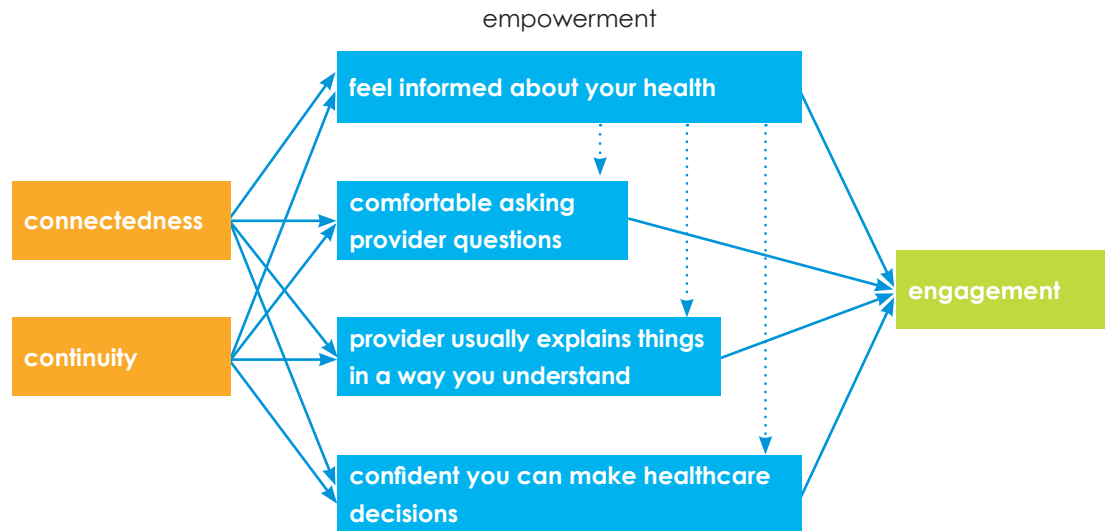 empowerment
feel informed about your health
connectedness
comfortable asking
provider questions
engagement
continuity
provider usually explains things
in a way you understand
confident you can make healthcare
decisions